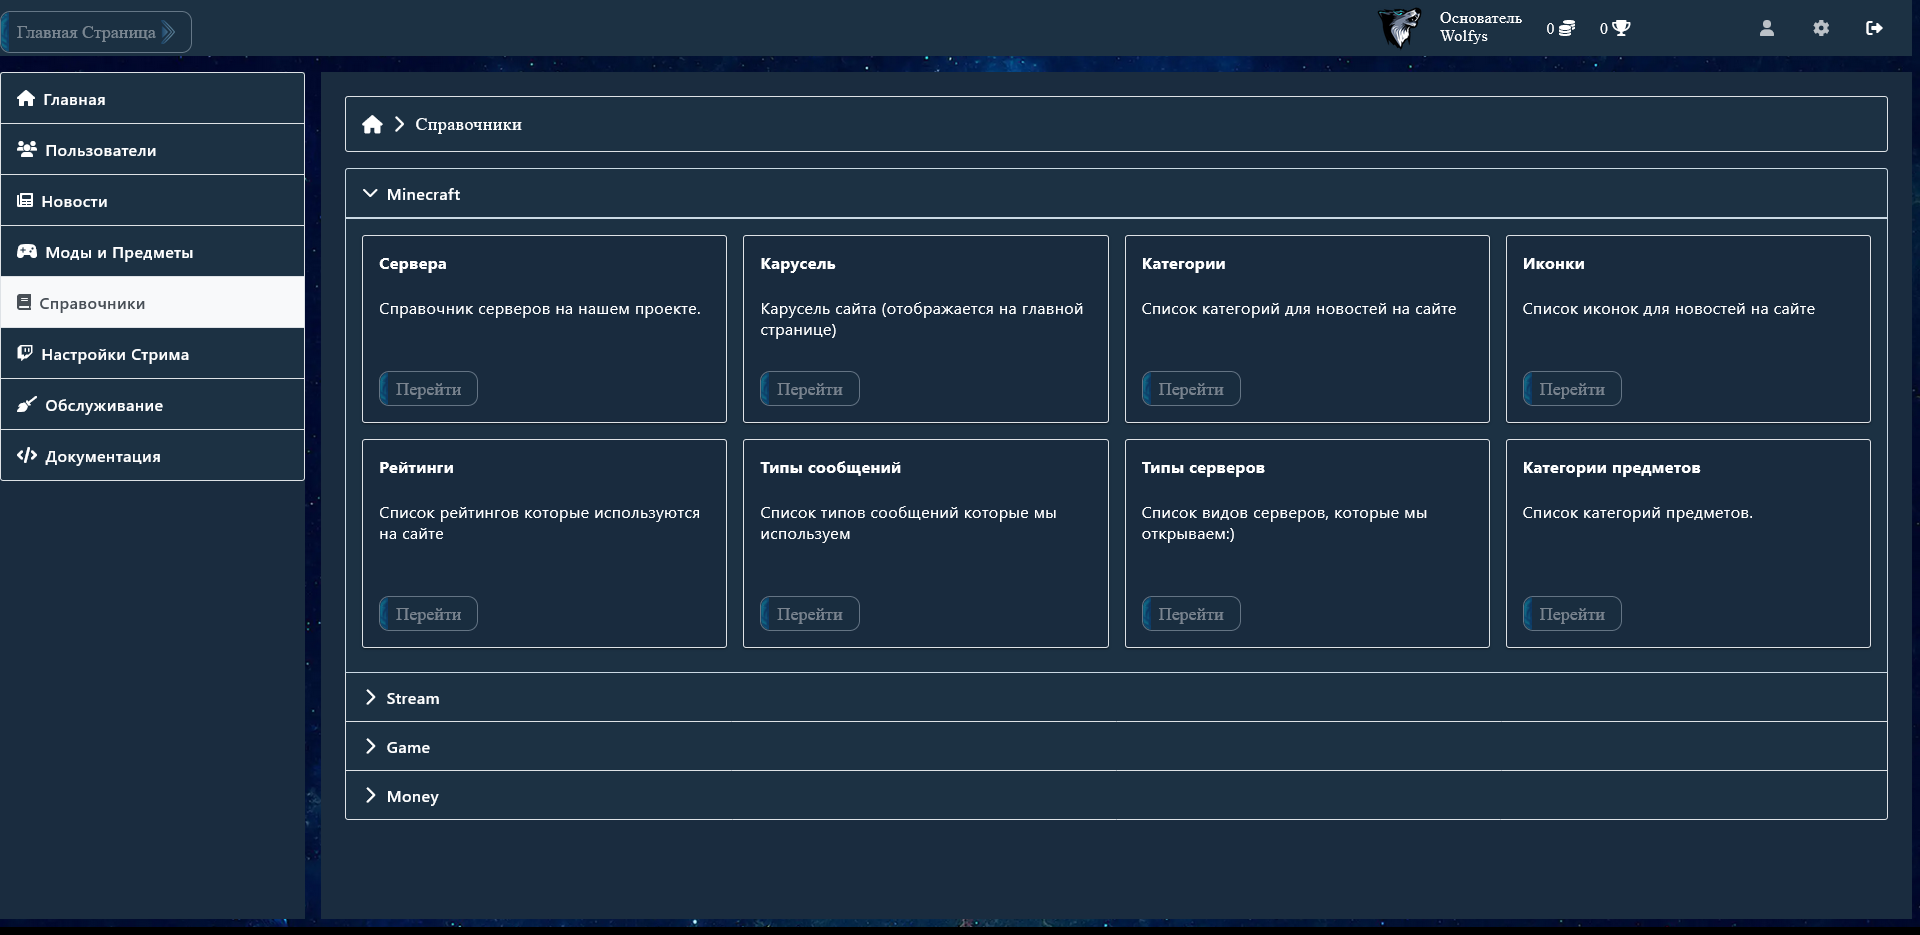 Главная Страница
Основатель
Wolfys
0
0
Главная
Пользователи
Новости
Моды и Предметы
Справочники
Настройки Стрима
Обслуживание
Документация
Справочники
Minecraft
Сервера
Справочник серверов на нашем проекте.
Перейти
Карусель
Карусель сайта (отображается на главной
странице)
Перейти
Категории
Список категорий для новостей на сайте
Перейти
Иконки
Список иконок для новостей на сайте
Перейти
Рейтинги
Список рейтингов которые используются
на сайте
Перейти
Типы сообщений
Список типов сообщений которые мы
используем
Перейти
Типы серверов
Список видов серверов, которые мы
открываем:)
Перейти
Категории предметов
Список категорий предметов.
Перейти
Stream
Game
Money